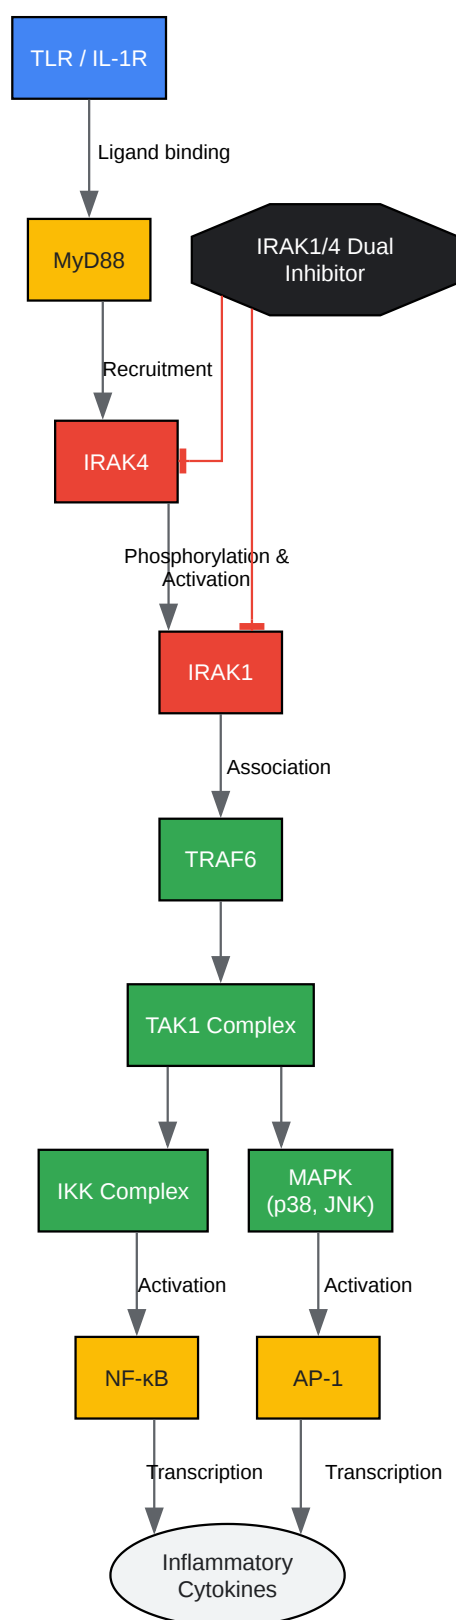 TLR / IL-1R
Ligand binding
MyD88
IRAK1/4 Dual
Inhibitor
Recruitment
IRAK4
Phosphorylation &
Activation
IRAK1
Association
TRAF6
TAK1 Complex
IKK Complex
MAPK
(p38, JNK)
Activation
Activation
NF-κB
AP-1
Transcription
Transcription
Inflammatory
Cytokines